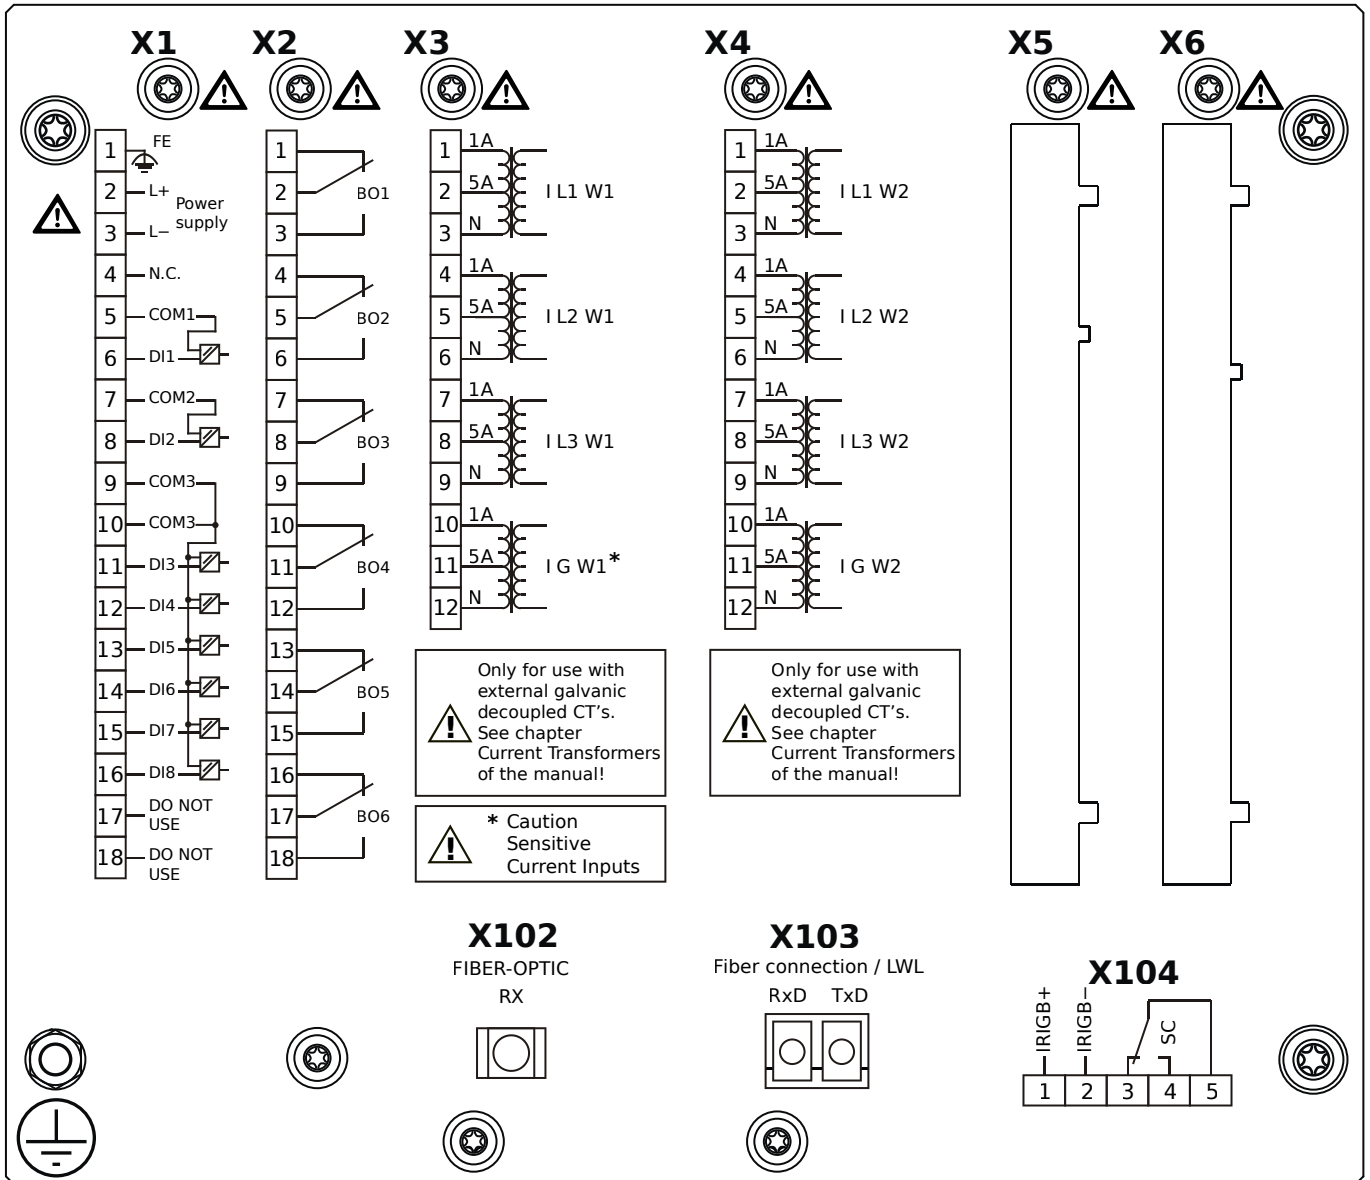 X1
X2
X3
X4
X5
X6
1
FE
2
L+
Power
supply
3
L−
4
N.C.
5
COM1
6
DI1
7
COM2
8
DI2
9
COM3
10
COM3
11
DI3
12
DI4
13
DI5
14
DI6
15
DI7
16
DI8
17
DO NOT
USE
18
DO NOT
USE
1
2
BO1
3
4
5
BO2
6
7
8
BO3
9
10
11
BO4
12
13
14
BO5
15
16
17
BO6
18
1
1A
2
5A
I L1 W1
3
N
4
1A
5
5A
I L2 W1
6
N
7
1A
8
5A
I L3 W1
9
N
10
1A
11
5A
I G W1*
12
N
Only for use with
external galvanic
decoupled CT's.
See chapter
Current Transformers
of the manual!
* Caution
Sensitive
Current Inputs
1
1A
2
5A
I L1 W2
3
N
4
1A
5
5A
I L2 W2
6
N
7
1A
8
5A
I L3 W2
9
N
10
1A
11
5A
I G W2
12
N
Only for use with
external galvanic
decoupled CT's.
See chapter
Current Transformers
of the manual!
X102
FIBER-OPTIC
RX
X103
Fiber connection / LWL
RxD TxD
X104
IRIGB+
IRIGB−
SC
1 2 3 4 5